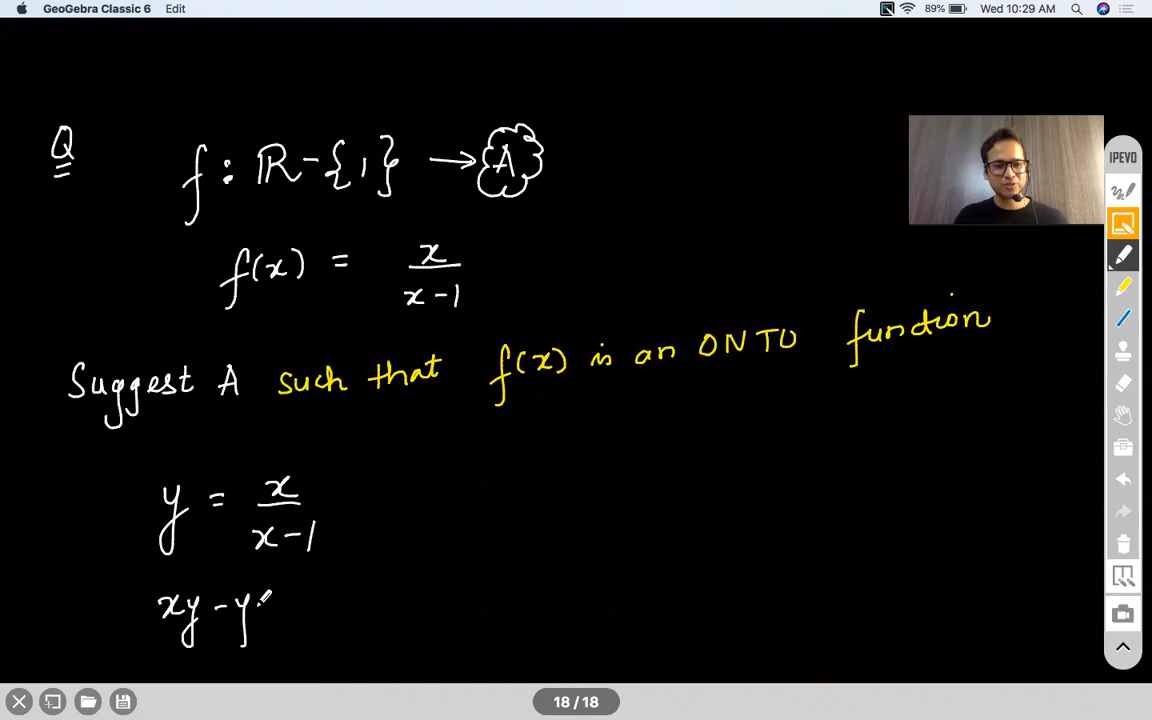 GeoGebra Classic 6 Edit 89% Wed 10:29 AM
Q f : ℝ - {1} → A
f(x) = x / x - 1
Suggest A such that f(x) is an ONTO function
y = x / x - 1
xy - y
IPEVO
18 / 18